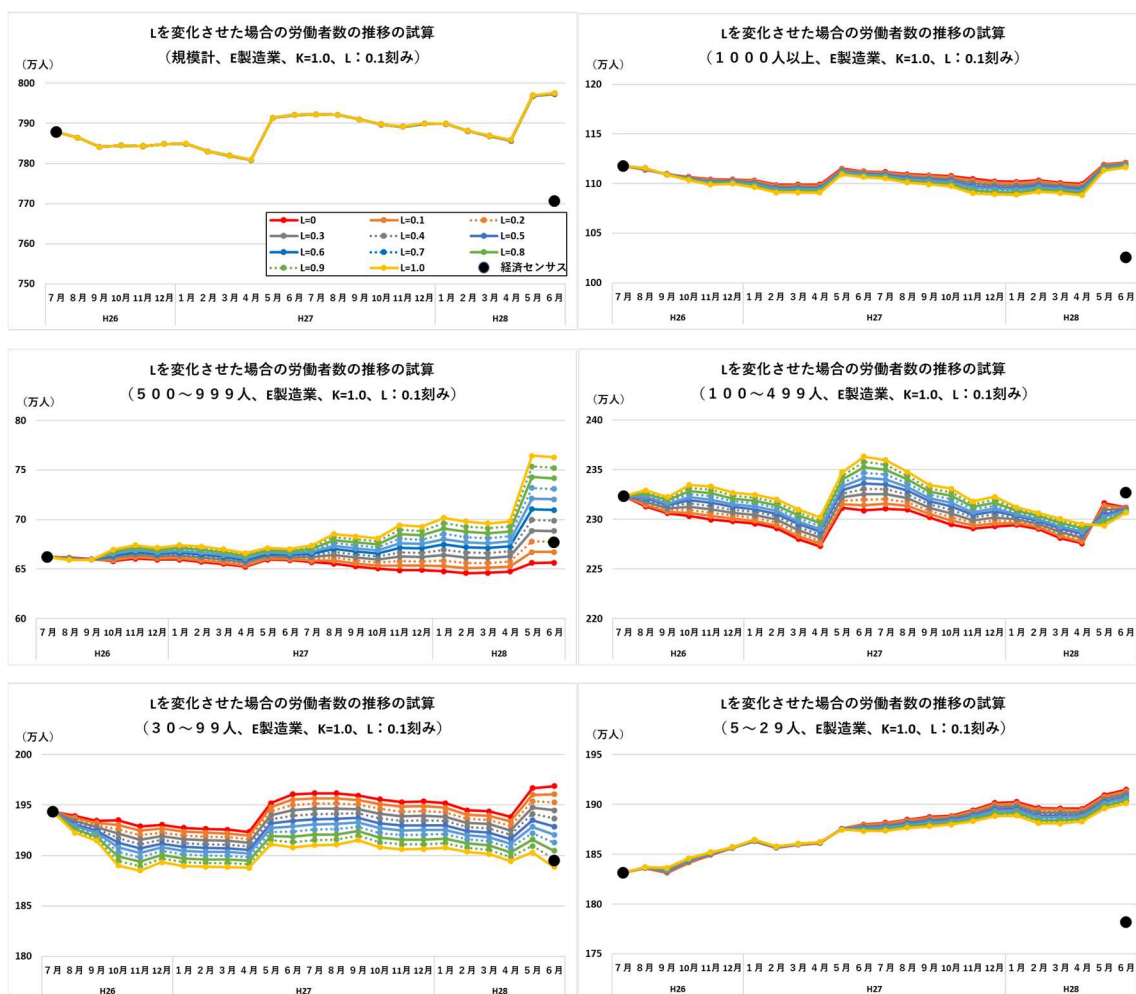 Lを変化させた場合の労働者数の推移の試算
（規模計、E製造業、K=1.0、L：0.1刻み）
（万人）
800
790
780
770
760
750
L=0
L=0.1
L=0.2
L=0.3
L=0.4
L=0.5
L=0.6
L=0.7
L=0.8
L=0.9
L=1.0
経済センサス
7月 8月 9月 10月 11月 12月 1月 2月 3月 4月 5月 6月 7月 8月 9月 10月 11月 12月 1月 2月 3月 4月 5月 6月
H26 H27 H28
Lを変化させた場合の労働者数の推移の試算
（１０００人以上、E製造業、K=1.0、L：0.1刻み）
（万人）
120
115
110
105
100
7月 8月 9月 10月 11月 12月 1月 2月 3月 4月 5月 6月 7月 8月 9月 10月 11月 12月 1月 2月 3月 4月 5月 6月
H26 H27 H28
Lを変化させた場合の労働者数の推移の試算
（５００～９９９人、E製造業、K=1.0、L：0.1刻み）
（万人）
80
75
70
65
60
7月 8月 9月 10月 11月 12月 1月 2月 3月 4月 5月 6月 7月 8月 9月 10月 11月 12月 1月 2月 3月 4月 5月 6月
H26 H27 H28
Lを変化させた場合の労働者数の推移の試算
（１００～４９９人、E製造業、K=1.0、L：0.1刻み）
（万人）
240
235
230
225
220
7月 8月 9月 10月 11月 12月 1月 2月 3月 4月 5月 6月 7月 8月 9月 10月 11月 12月 1月 2月 3月 4月 5月 6月
H26 H27 H28
Lを変化させた場合の労働者数の推移の試算
（３０～９９人、E製造業、K=1.0、L：0.1刻み）
（万人）
200
195
190
185
180
7月 8月 9月 10月 11月 12月 1月 2月 3月 4月 5月 6月 7月 8月 9月 10月 11月 12月 1月 2月 3月 4月 5月 6月
H26 H27 H28
Lを変化させた場合の労働者数の推移の試算
（５～２９人、E製造業、K=1.0、L：0.1刻み）
（万人）
195
190
185
180
175
7月 8月 9月 10月 11月 12月 1月 2月 3月 4月 5月 6月 7月 8月 9月 10月 11月 12月 1月 2月 3月 4月 5月 6月
H26 H27 H28